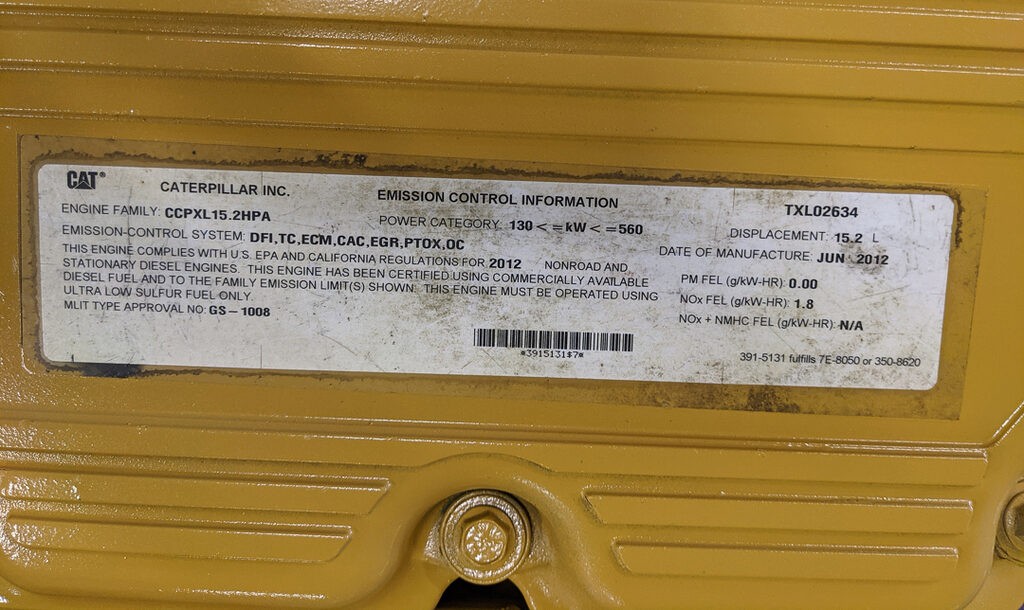 CAT®
CATERPILLAR INC.
EMISSION CONTROL INFORMATION
TXL02634
ENGINE FAMILY: CCPXL15.2HPA
POWER CATEGORY: 130<=kW<=560
DISPLACEMENT: 15.2 L
EMISSION-CONTROL SYSTEM: DFI,TC,ECM,CAC,EGR,PTOX,OC
DATE OF MANUFACTURE: JUN 2012
THIS ENGINE COMPLIES WITH U.S. EPA AND CALIFORNIA REGULATIONS FOR 2012 NONROAD AND
STATIONARY DIESEL ENGINES. THIS ENGINE HAS BEEN CERTIFIED USING COMMERCIALLY AVAILABLE
DIESEL FUEL AND TO THE FAMILY EMISSION LIMIT(S) SHOWN. THIS ENGINE MUST BE OPERATED USING
ULTRA LOW SULFUR FUEL ONLY.
MLIT TYPE APPROVAL NO: GS-1008
PM FEL (g/kW-HR): 0.00
NOx FEL (g/kW-HR): 1.8
NOx + NMHC FEL (g/kW-HR): N/A
*3915131$7*
391-5131 fulfills 7E-8050 or 350-8620